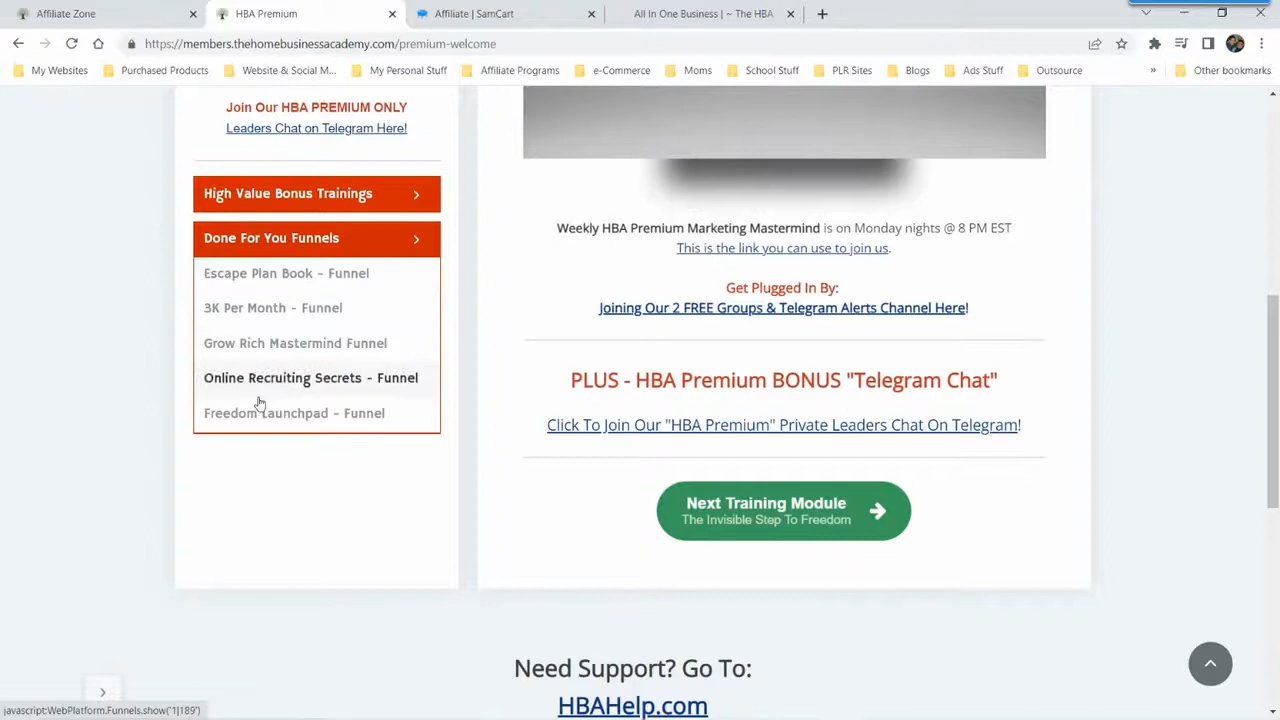 Affiliate Zone
HBA Premium
Affiliate | SamCart
All In One Business | ~ The HBA
https://members.thehomebusinessacademy.com/premium-welcome
My Websites
Purchased Products
Website & Social M...
My Personal Stuff
Affiliate Programs
e-Commerce
Moms
School Stuff
PLR Sites
Blogs
Ads Stuff
Outsource
Other bookmarks
Join Our HBA PREMIUM ONLY
Leaders Chat on Telegram Here!
High Value Bonus Trainings
Done For You Funnels
Escape Plan Book - Funnel
3K Per Month - Funnel
Grow Rich Mastermind Funnel
Online Recruiting Secrets - Funnel
Freedom Launchpad - Funnel
Weekly HBA Premium Marketing Mastermind is on Monday nights @ 8 PM EST
This is the link you can use to join us.
Get Plugged In By:
Joining Our 2 FREE Groups & Telegram Alerts Channel Here!
PLUS - HBA Premium BONUS "Telegram Chat"
Click To Join Our "HBA Premium" Private Leaders Chat On Telegram!
Next Training Module
The Invisible Step To Freedom
Need Support? Go To:
HBAHelp.com
javascript:WebPlatform.Funnels.show('1|189')